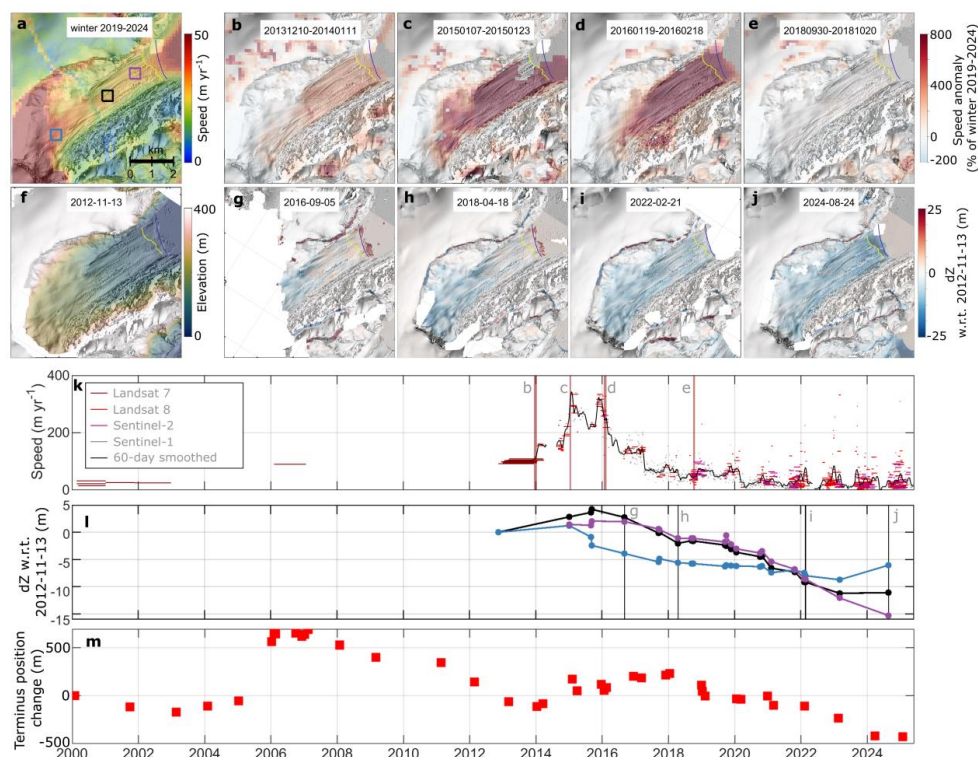 a
winter 2019-2024
km
0 1 2
50
0
Speed (m yr⁻¹)
b
20131210-20140111
c
20150107-20150123
d
20160119-20160218
e
20180930-20181020
800
400
0
-200
Speed anomaly
(% of winter 2019-2024)
f
2012-11-13
400
0
Elevation (m)
g
2016-09-05
h
2018-04-18
i
2022-02-21
j
2024-08-24
25
0
-25
dZ
w.r.t. 2012-11-13 (m)
k
Landsat 7
Landsat 8
Sentinel-2
Sentinel-1
60-day smoothed
b c d e
400
200
0
Speed (m yr⁻¹)
l
g h i j
5
0
-5
-10
-15
dZ w.r.t.
2012-11-13 (m)
m
500
0
-500
Terminus position
change (m)
2000 2002 2004 2006 2008 2010 2012 2014 2016 2018 2020 2022 2024